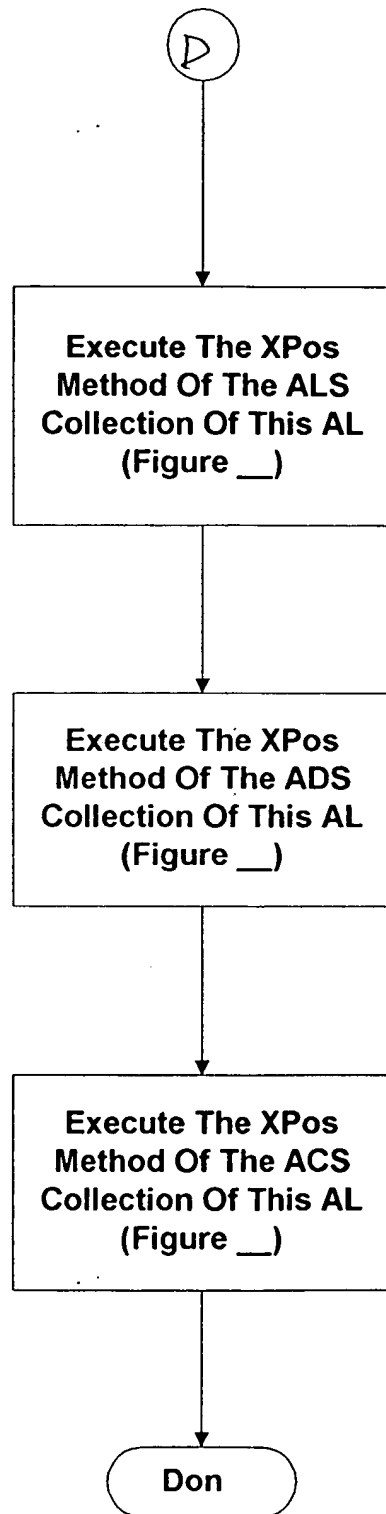 D
Execute The XPos
Method Of The ALS
Collection Of This AL
(Figure __)
Execute The XPos
Method Of The ADS
Collection Of This AL
(Figure __)
Execute The XPos
Method Of The ACS
Collection Of This AL
(Figure __)
Don